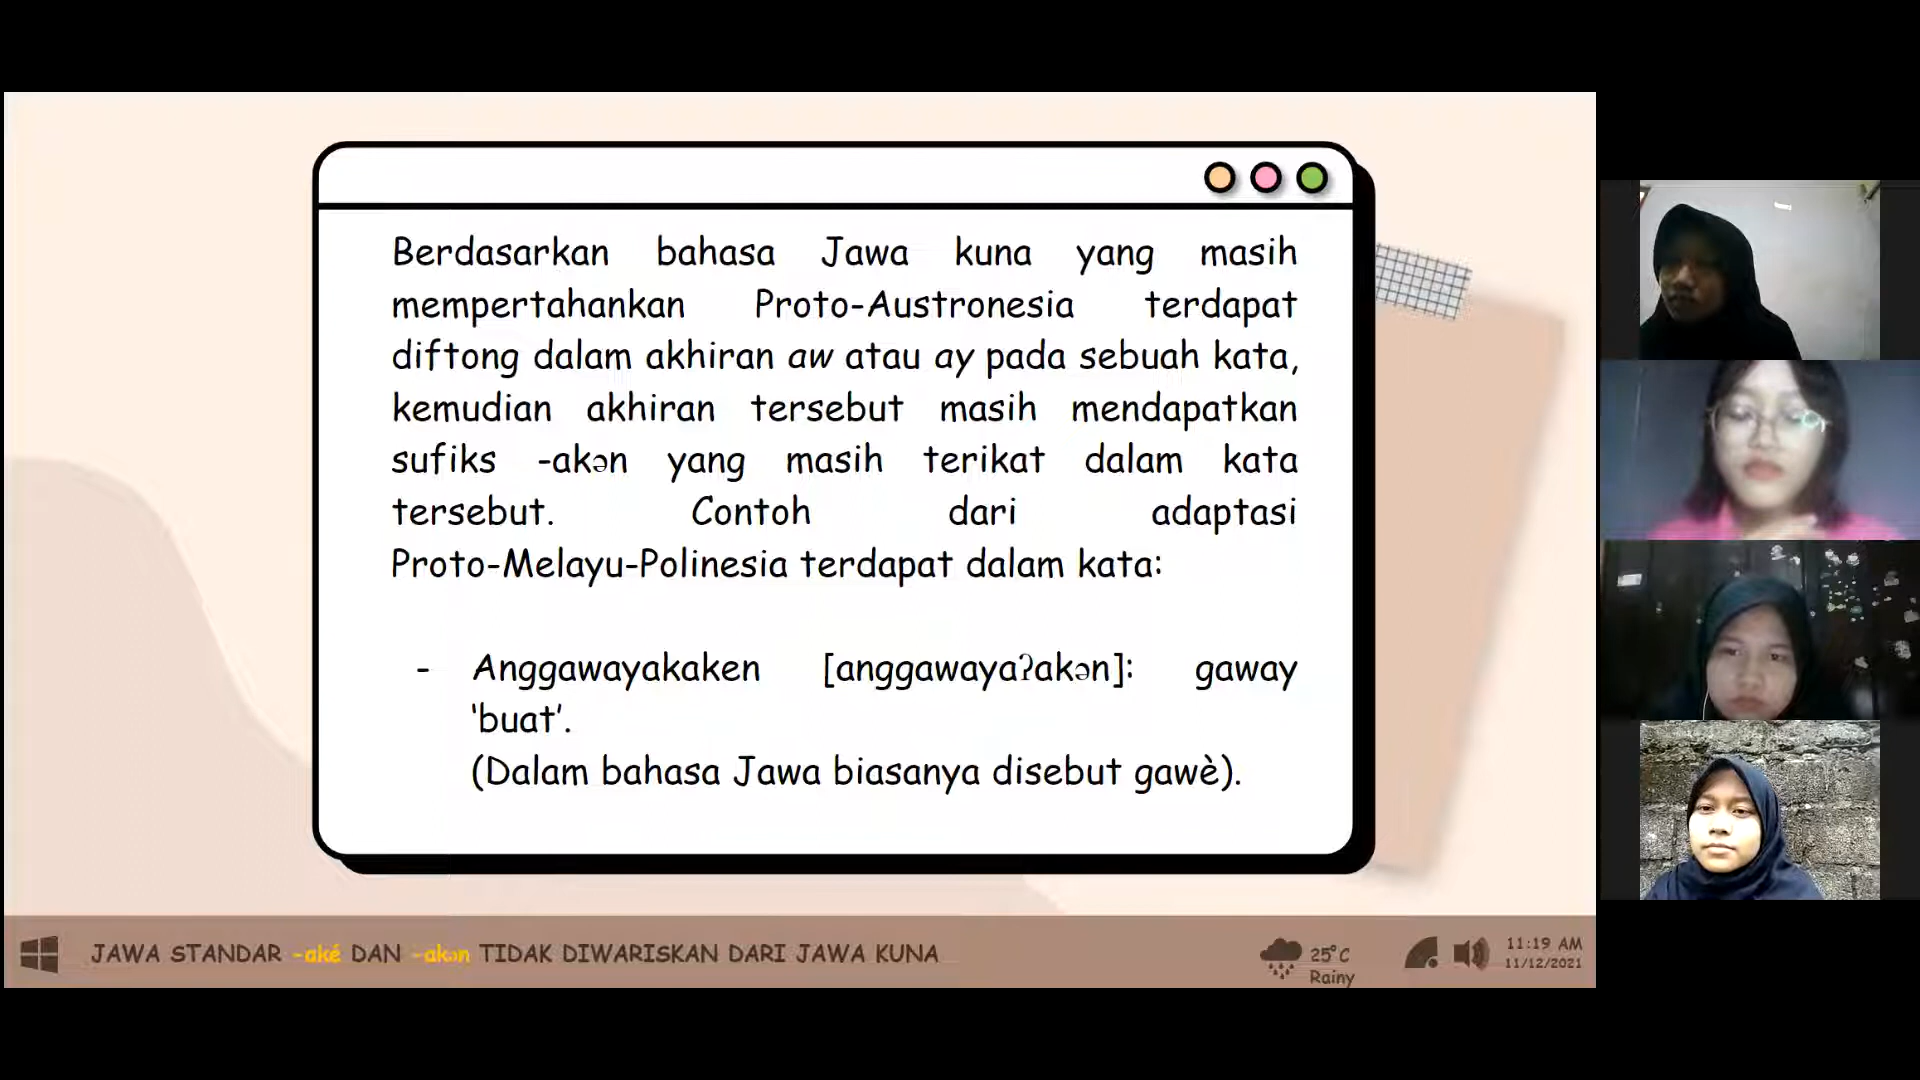 Berdasarkan bahasa Jawa kuna yang masih
mempertahankan Proto-Austronesia terdapat
diftong dalam akhiran aw atau ay pada sebuah kata,
kemudian akhiran tersebut masih mendapatkan
sufiks -akən yang masih terikat dalam kata
tersebut. Contoh dari adaptasi
Proto-Melayu-Polinesia terdapat dalam kata:
- Anggawayakaken [anggawayaʔakən]: gaway
‘buat’.
(Dalam bahasa Jawa biasanya disebut gawè).
JAWA STANDAR -aké DAN -akən TIDAK DIWARISKAN DARI JAWA KUNA
25°C
Rainy
11:19 AM
11/12/2021